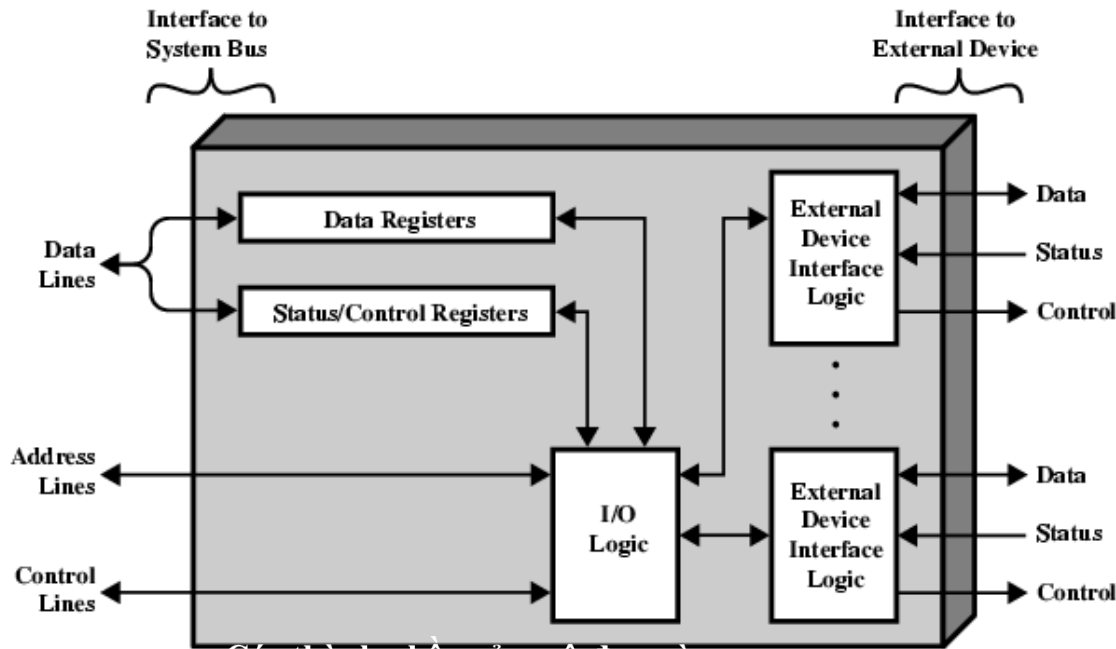 Interface to
System Bus
Interface to
External Device
Data Registers
Status/Control Registers
Data
Lines
Address
Lines
Control
Lines
I/O
Logic
External
Device
Interface
Logic
Data
Status
Control
External
Device
Interface
Logic
Data
Status
Control